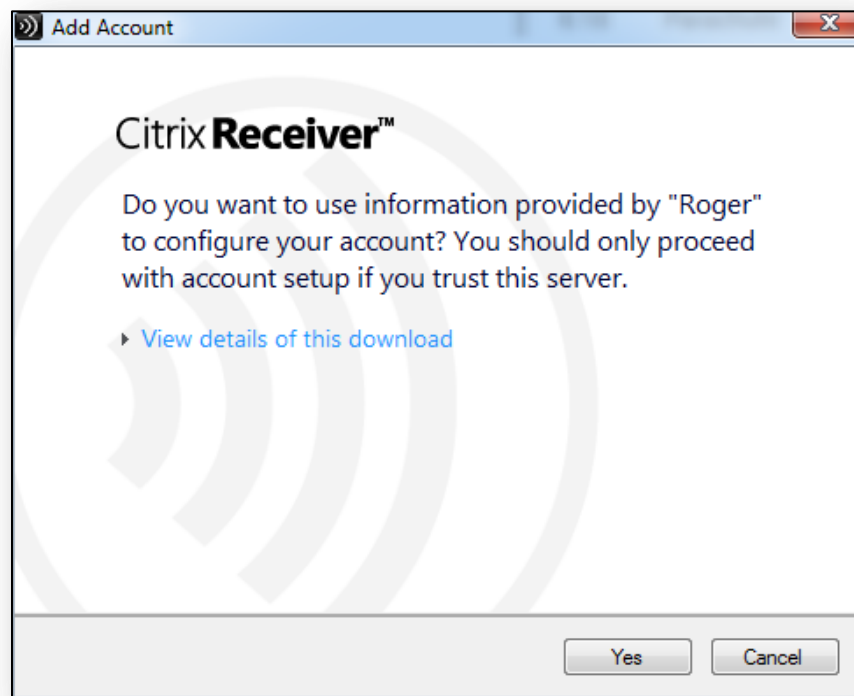 Add Account
Citrix Receiver™
Do you want to use information provided by "Roger"
to configure your account? You should only proceed
with account setup if you trust this server.
View details of this download
Yes
Cancel